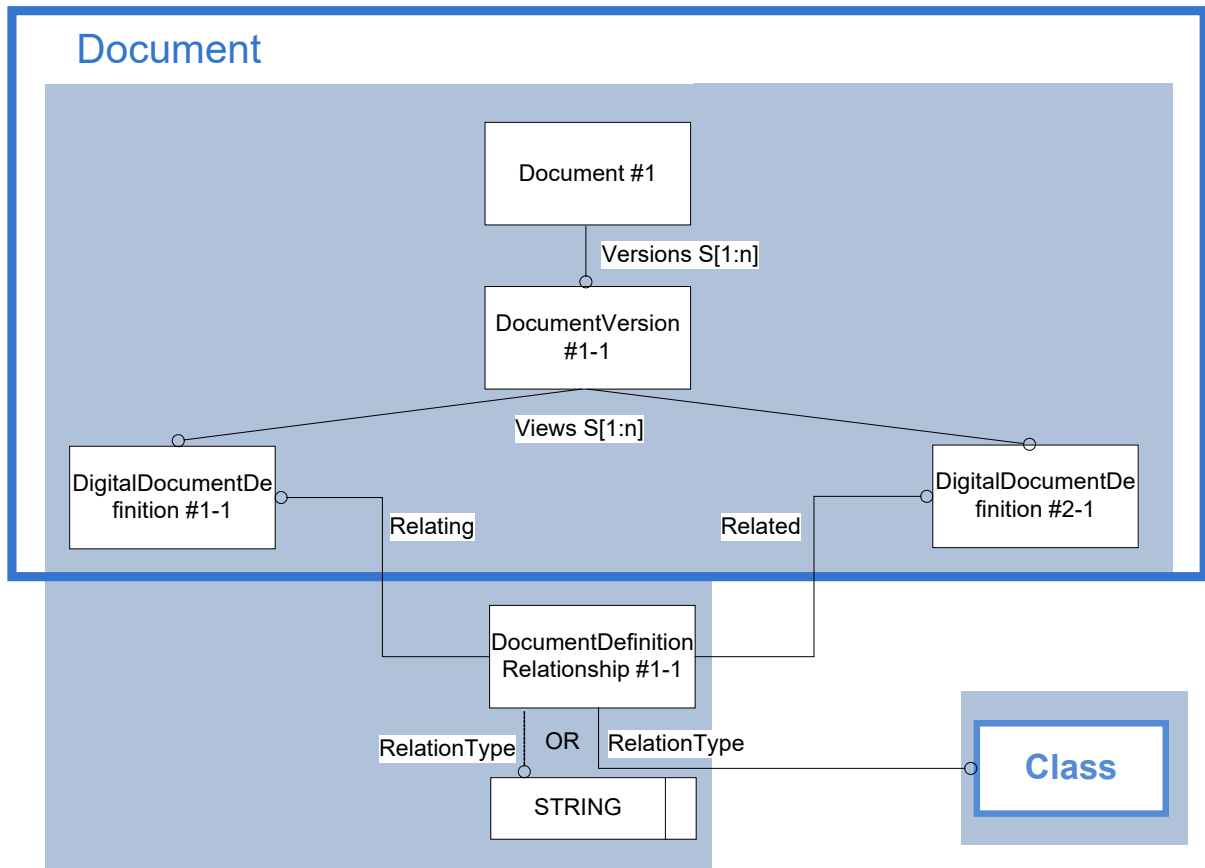 Document
Document #1
Versions S[1:n]
DocumentVersion
#1-1
Views S[1:n]
DigitalDocumentDe
finition #1-1
DigitalDocumentDe
finition #2-1
Relating
Related
DocumentDefinition
Relationship #1-1
RelationType
OR
RelationType
STRING
Class